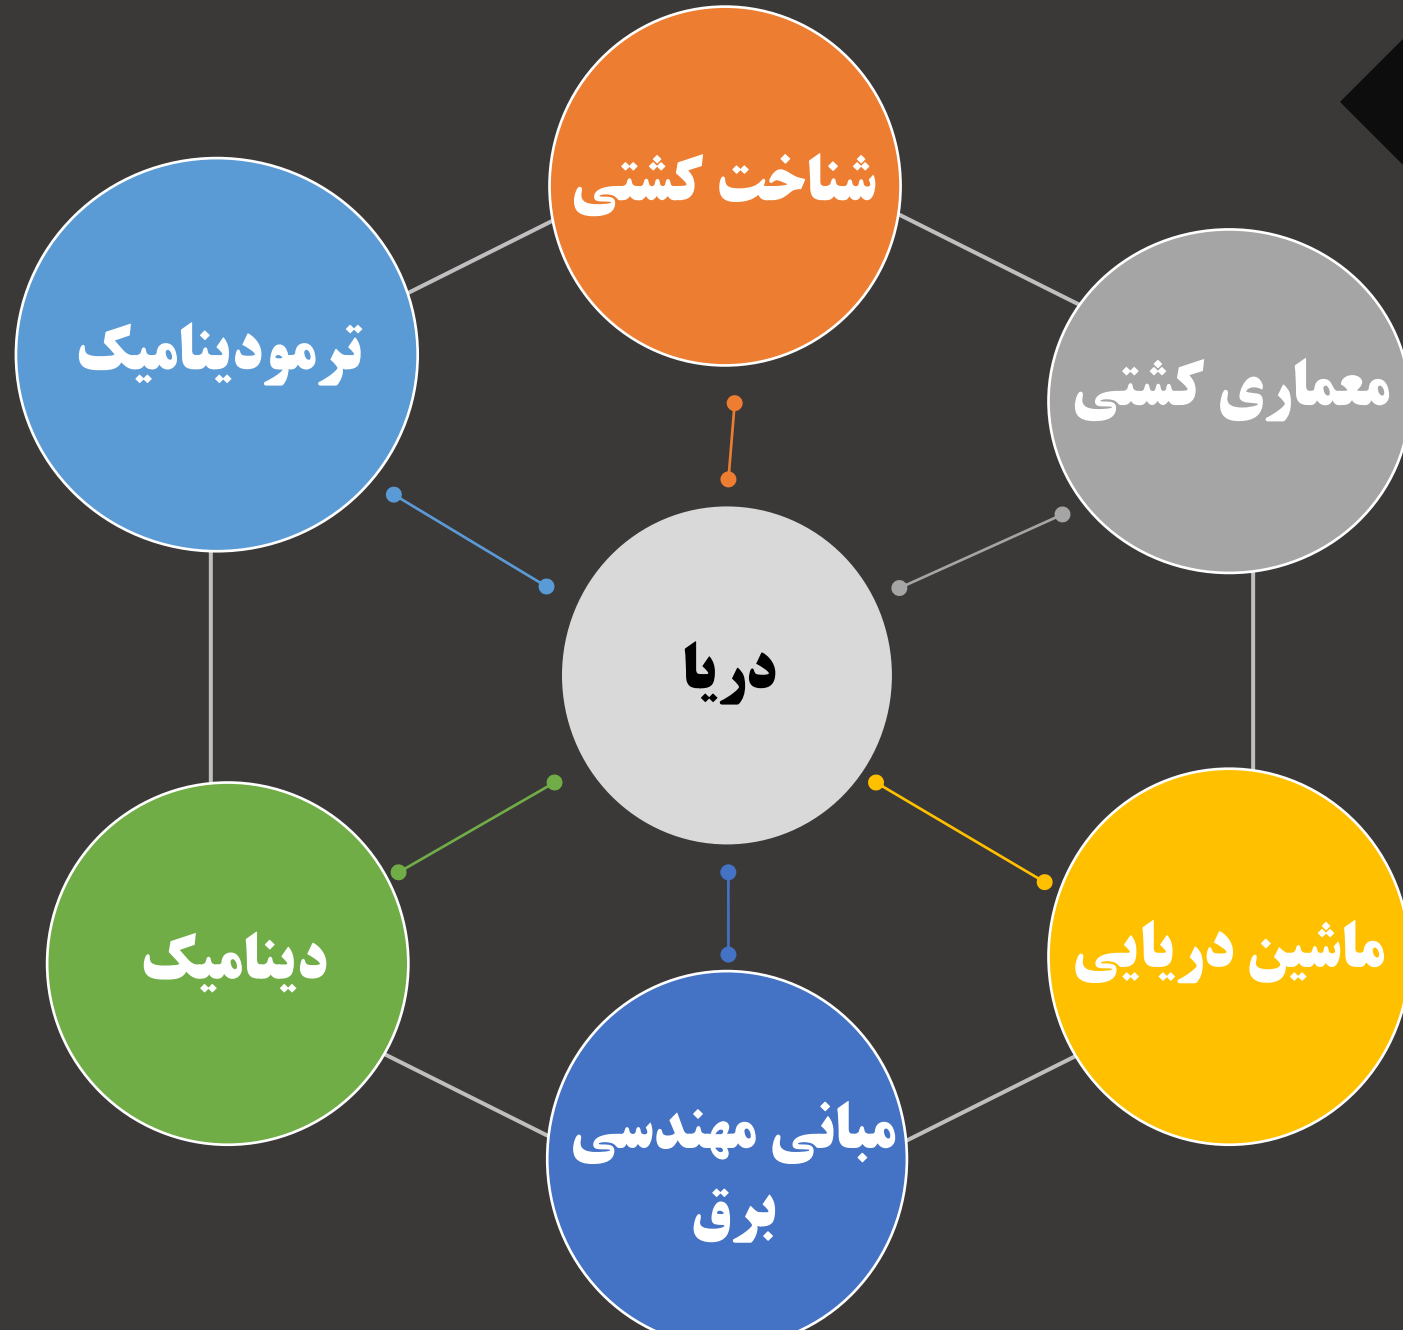 شناخت کشتی
ترمودینامیک
معماری کشتی
دریا
دینامیک
ماشین دریایی
مبانی مهندسی
برق